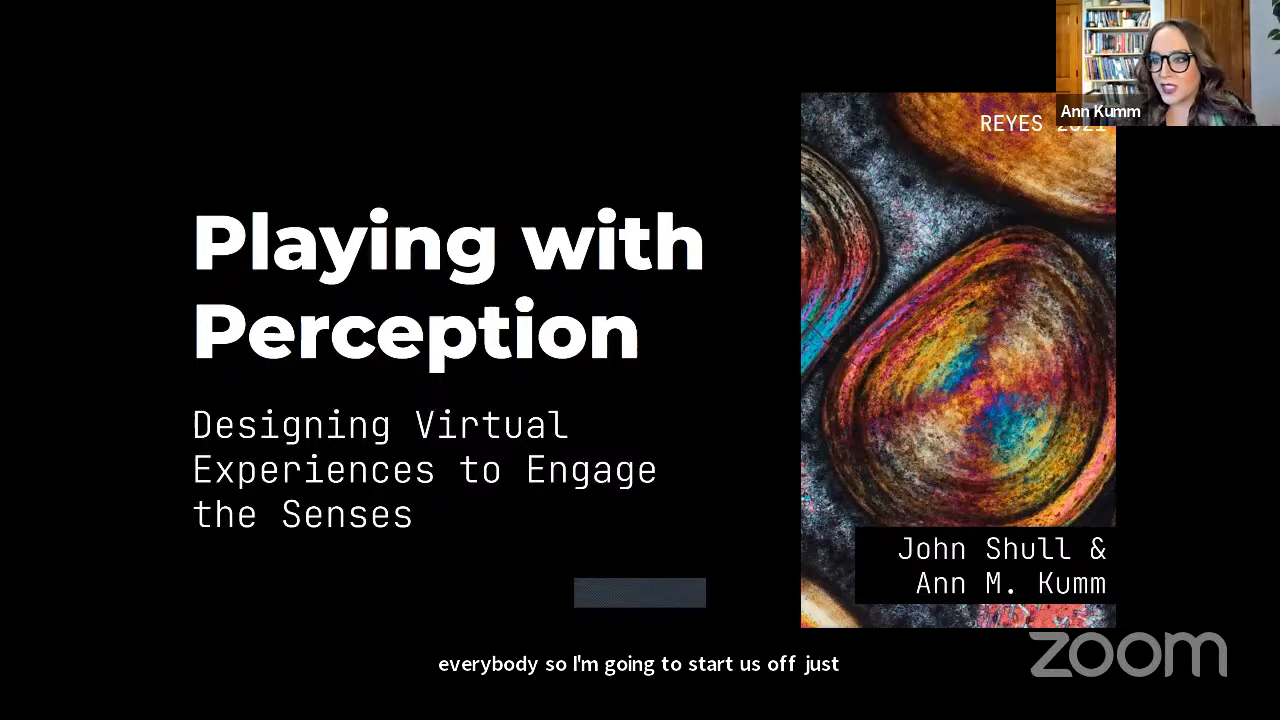 Ann Kumm
REYES
Playing with
Perception
Designing Virtual
Experiences to Engage
the Senses
John Shull &
Ann M. Kumm
everybody so I'm going to start us off just
zoom